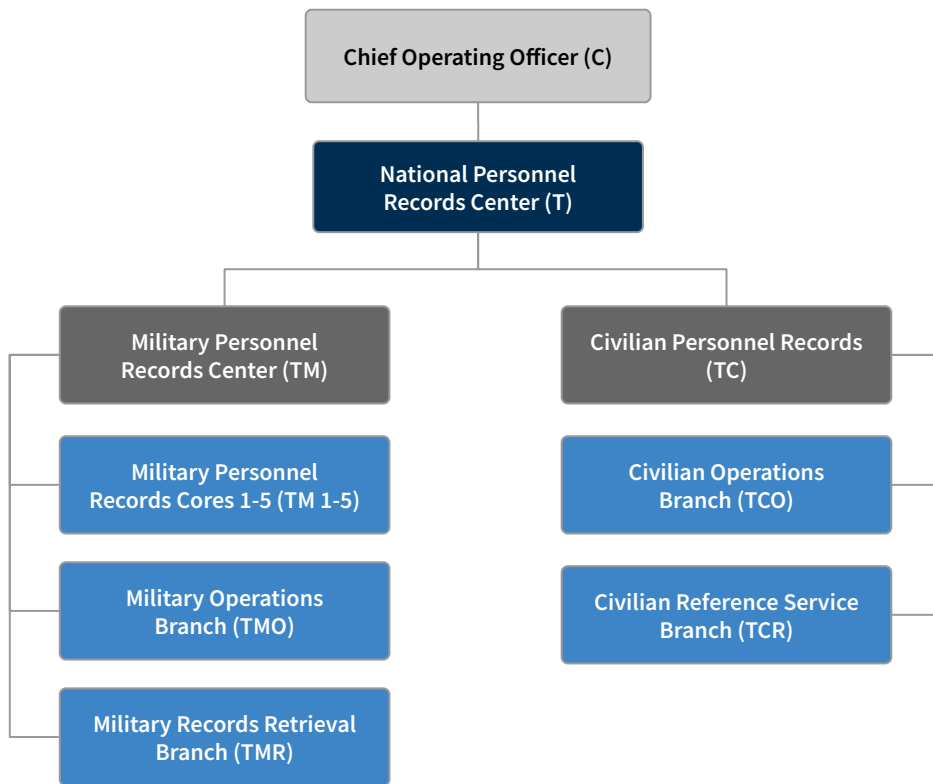 Chief Operating Officer (C)
National Personnel
Records Center (T)
Military Personnel
Records Center (TM)
Civilian Personnel Records
(TC)
Military Personnel
Records Cores 1-5 (TM 1-5)
Civilian Operations
Branch (TCO)
Military Operations
Branch (TMO)
Civilian Reference Service
Branch (TCR)
Military Records Retrieval
Branch (TMR)